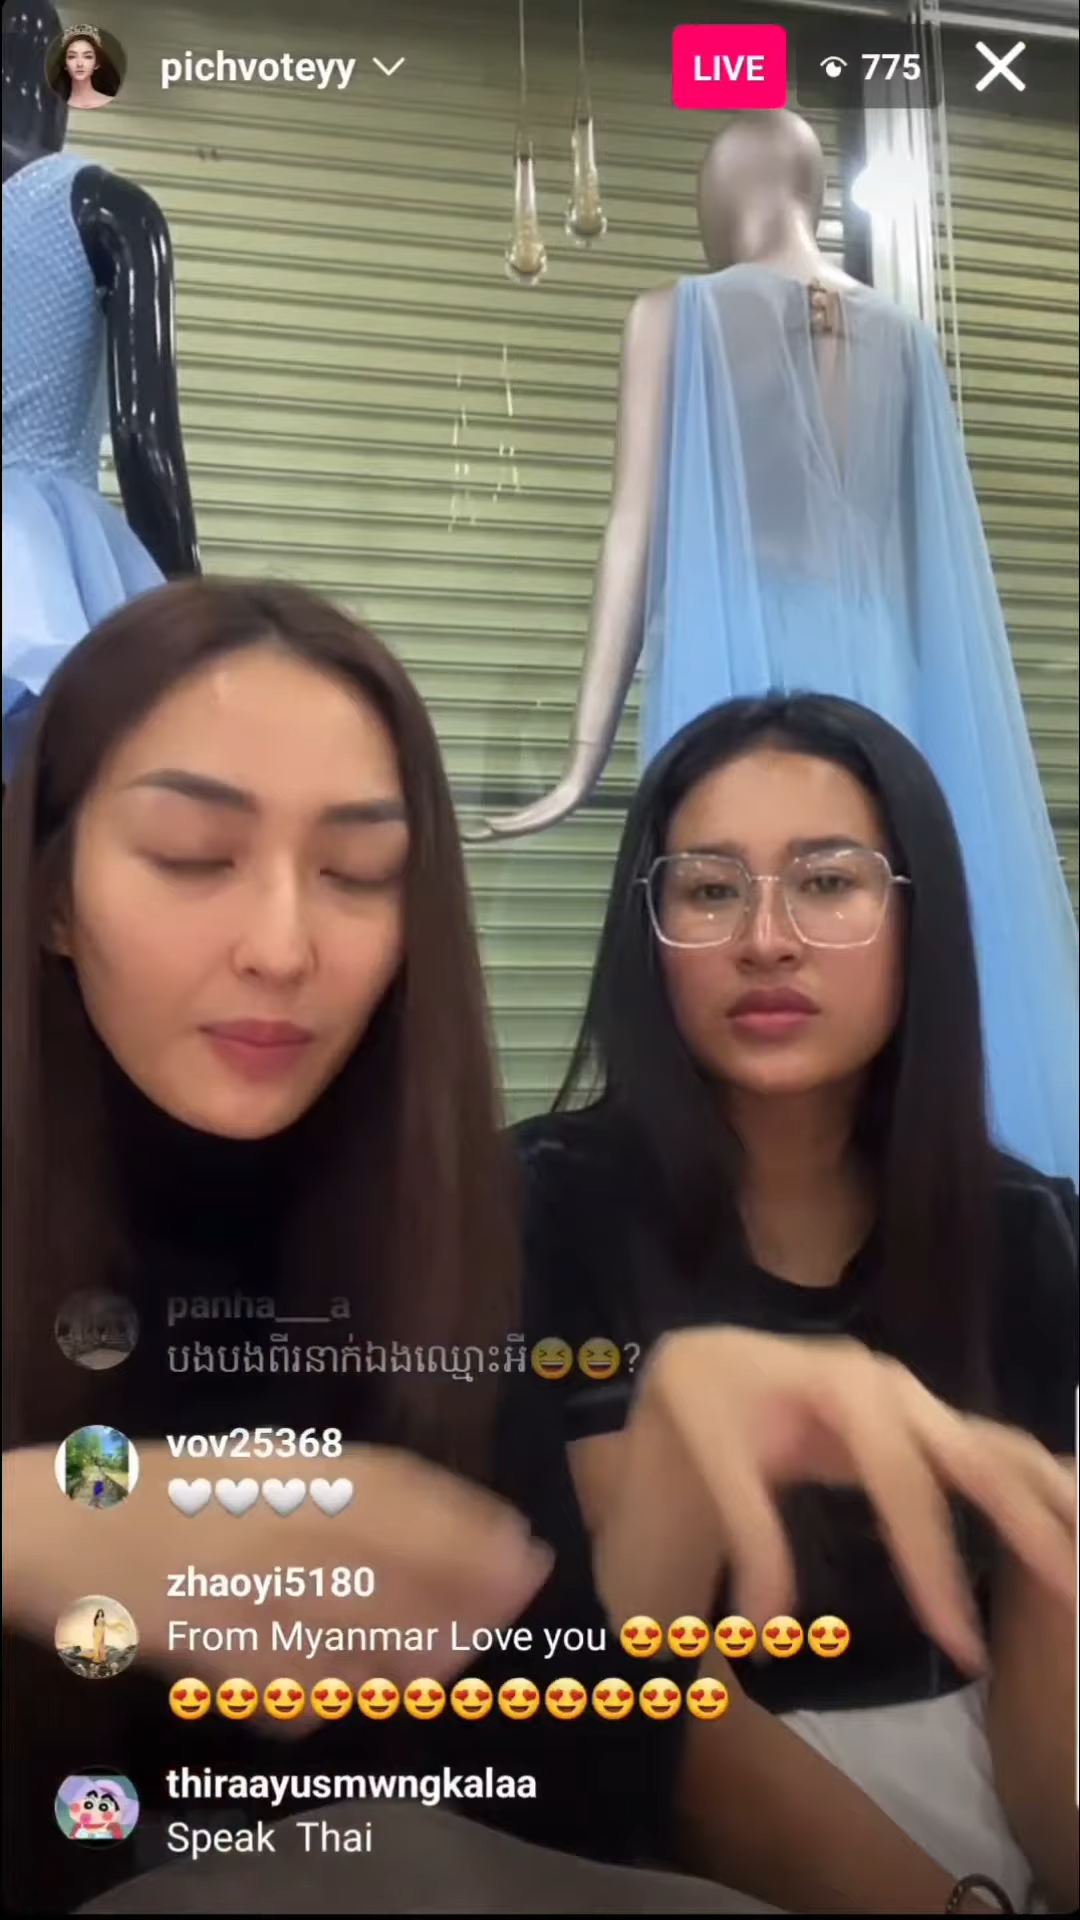 pichvoteyy
LIVE
775
panha___a
បងបងពីរនាក់ឯងឈ្មោះអី😆😆?
vov25368
🤍🤍🤍🤍
zhaoyi5180
From Myanmar Love you 😍😍😍😍😍
😍😍😍😍😍😍😍😍😍😍😍😍
thiraayusmwngkalaa
Speak Thai